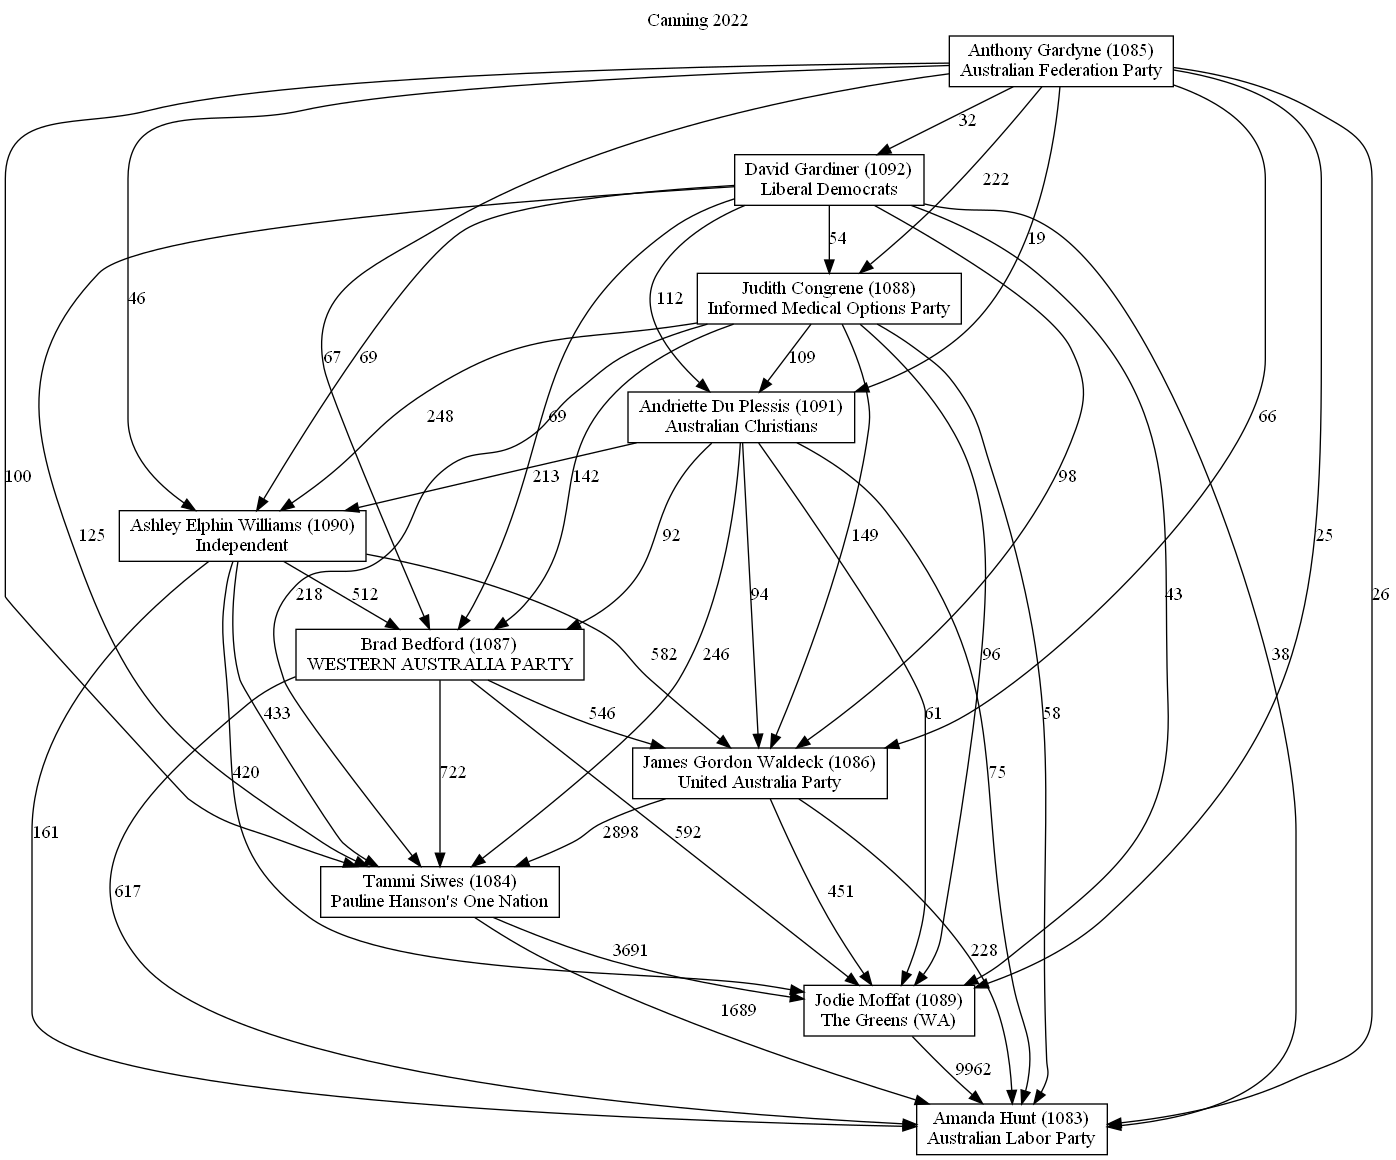 Canning 2022
Anthony Gardyne (1085)
Australian Federation Party
32
David Gardiner (1092)
Liberal Democrats
222
54
19
112
46
Judith Congrene (1088)
Informed Medical Options Party
67
69
109
248
69
Andriette Du Plessis (1091)
Australian Christians
66
100
213
142
98
125
Ashley Elphin Williams (1090)
Independent
92
149
25
218
512
94
43
26
Brad Bedford (1087)
WESTERN AUSTRALIA PARTY
582
246
96
38
433
546
61
58
420
722
James Gordon Waldeck (1086)
United Australia Party
75
161
2898
592
617
Tammi Siwes (1084)
Pauline Hanson's One Nation
451
3691
228
1689
Jodie Moffat (1089)
The Greens (WA)
9962
Amanda Hunt (1083)
Australian Labor Party